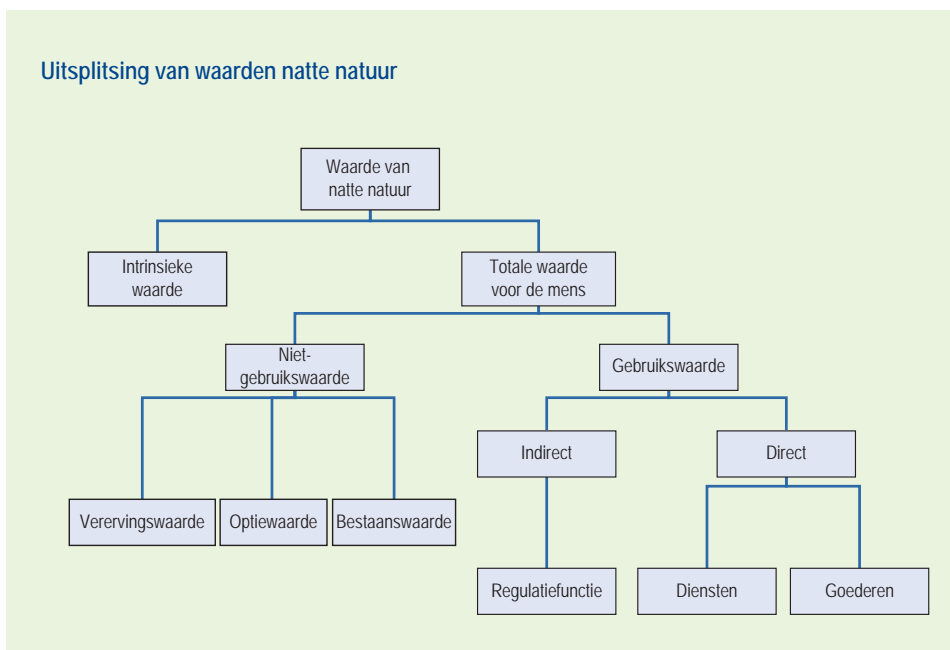 Uitsplitsing van waarden natte natuur
Waarde van
natte natuur
Intrinsieke
waarde
Totale waarde
voor de mens
Niet-
gebruikswaarde
Gebruikswaarde
Indirect
Direct
Verervingswaarde
Optiewaarde
Bestaanswaarde
Regulatiefunctie
Diensten
Goederen